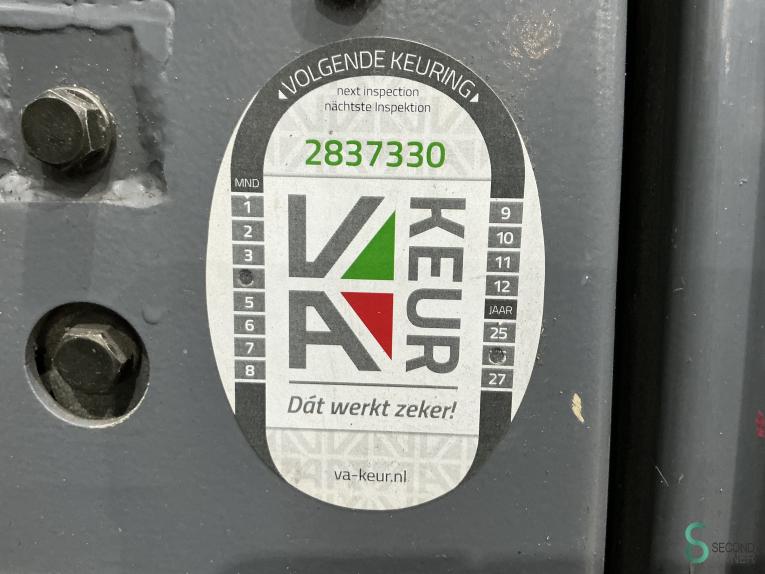 VOLGENDE KEURING
next inspection
nächste Inspektion
2837330
MND
1
2
3
5
6
7
8
VA
KEUR
9
10
11
12
JAAR
25
27
Dát werkt zeker!
va-keur.nl
SECOND